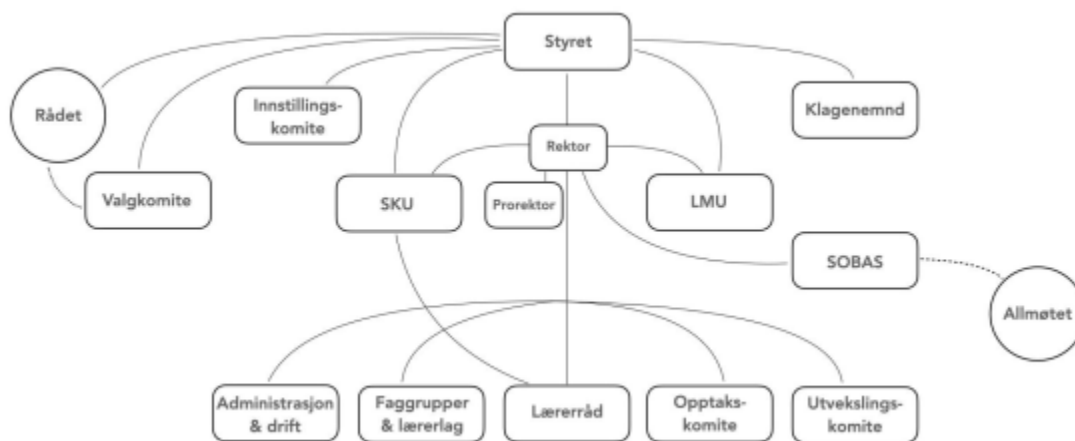 Styret
Rådet
Innstillings-
komite
Klagenemnd
Rektor
Valgkomite
SKU
Prorektor
LMU
SOBAS
Allmøtet
Administrasjon
& drift
Faggrupper
& lærerlag
Lærerråd
Opptaks-
komite
Utvekslings-
komite